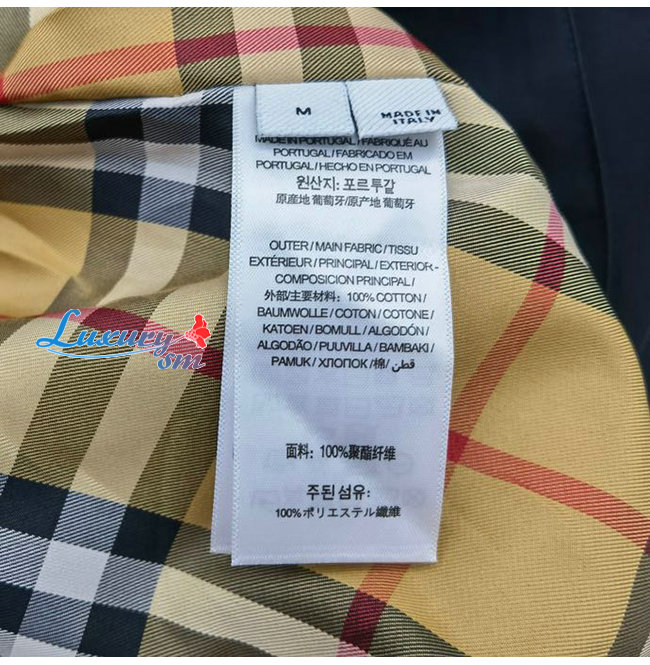 M
MADE IN
ITALY
MADE IN PORTUGAL / FABRIQUÉ AU
PORTUGAL / FABRICADO EM
PORTUGAL / HECHO EN PORTUGAL
원산지: 포르투갈
原産地 葡萄牙/原产地 葡萄牙
OUTER / MAIN FABRIC / TISSU
EXTÉRIEUR / PRINCIPAL / EXTERIOR-
COMPOSICION PRINCIPAL /
外部/主要材料: 100% COTTON /
BAUMWOLLE / COTON / COTONE /
KATOEN / BOMULL / ALGODÓN /
ALGODÃO / PUUVILLA / BAMBAKI /
PAMUK / ХЛОПОК /棉/ قطن
面料: 100%聚酯纤维
주된 섬유:
100%ポリエステル繊維
Luxury
sm